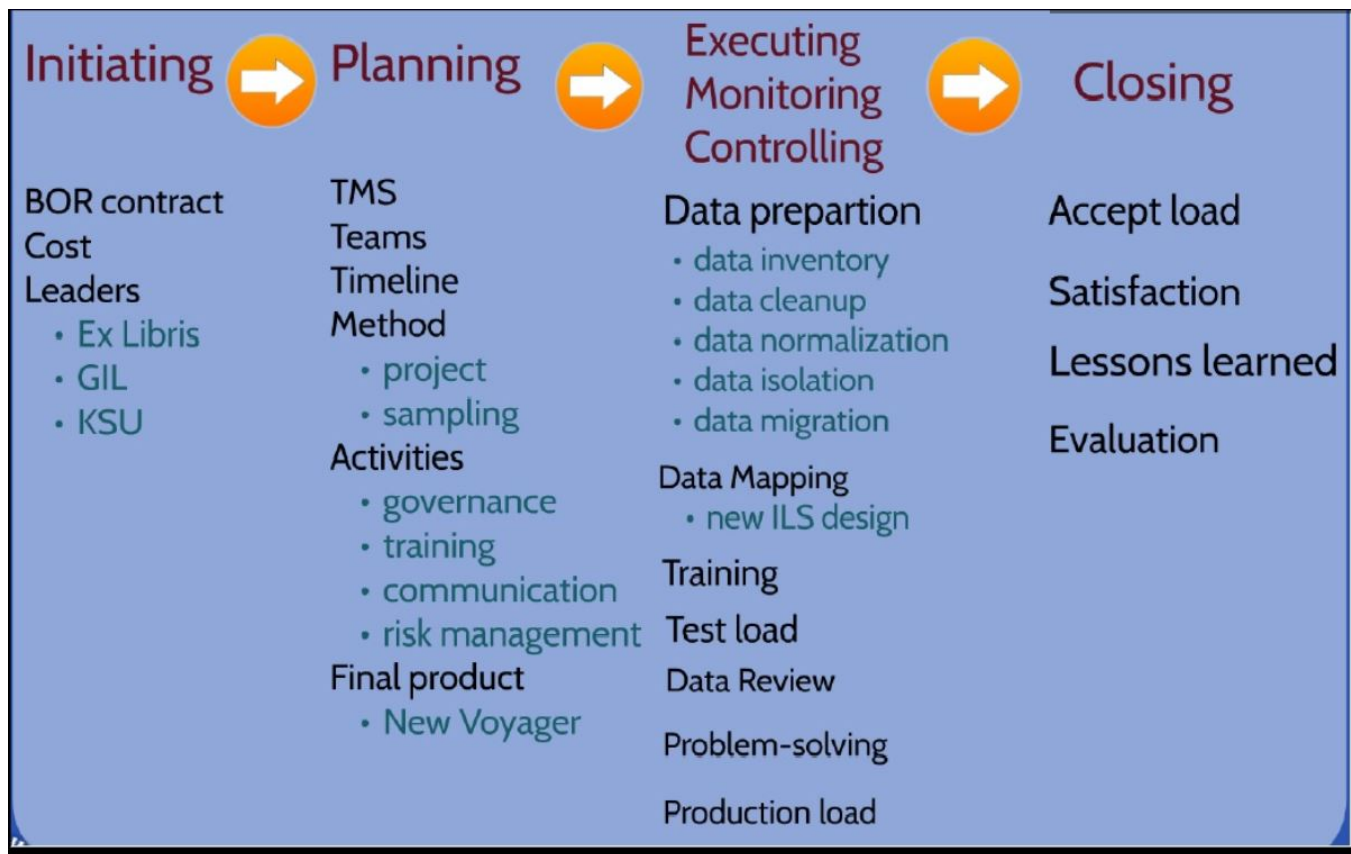 Initiating
BOR contract
Cost
Leaders
• Ex Libris
• GIL
• KSU
Planning
TMS
Teams
Timeline
Method
• project
• sampling
Activities
• governance
• training
• communication
• risk management
Final product
• New Voyager
Executing
Monitoring
Controlling
Data prepartion
• data inventory
• data cleanup
• data normalization
• data isolation
• data migration
Data Mapping
• new ILS design
Training
Test load
Data Review
Problem-solving
Production load
Closing
Accept load
Satisfaction
Lessons learned
Evaluation